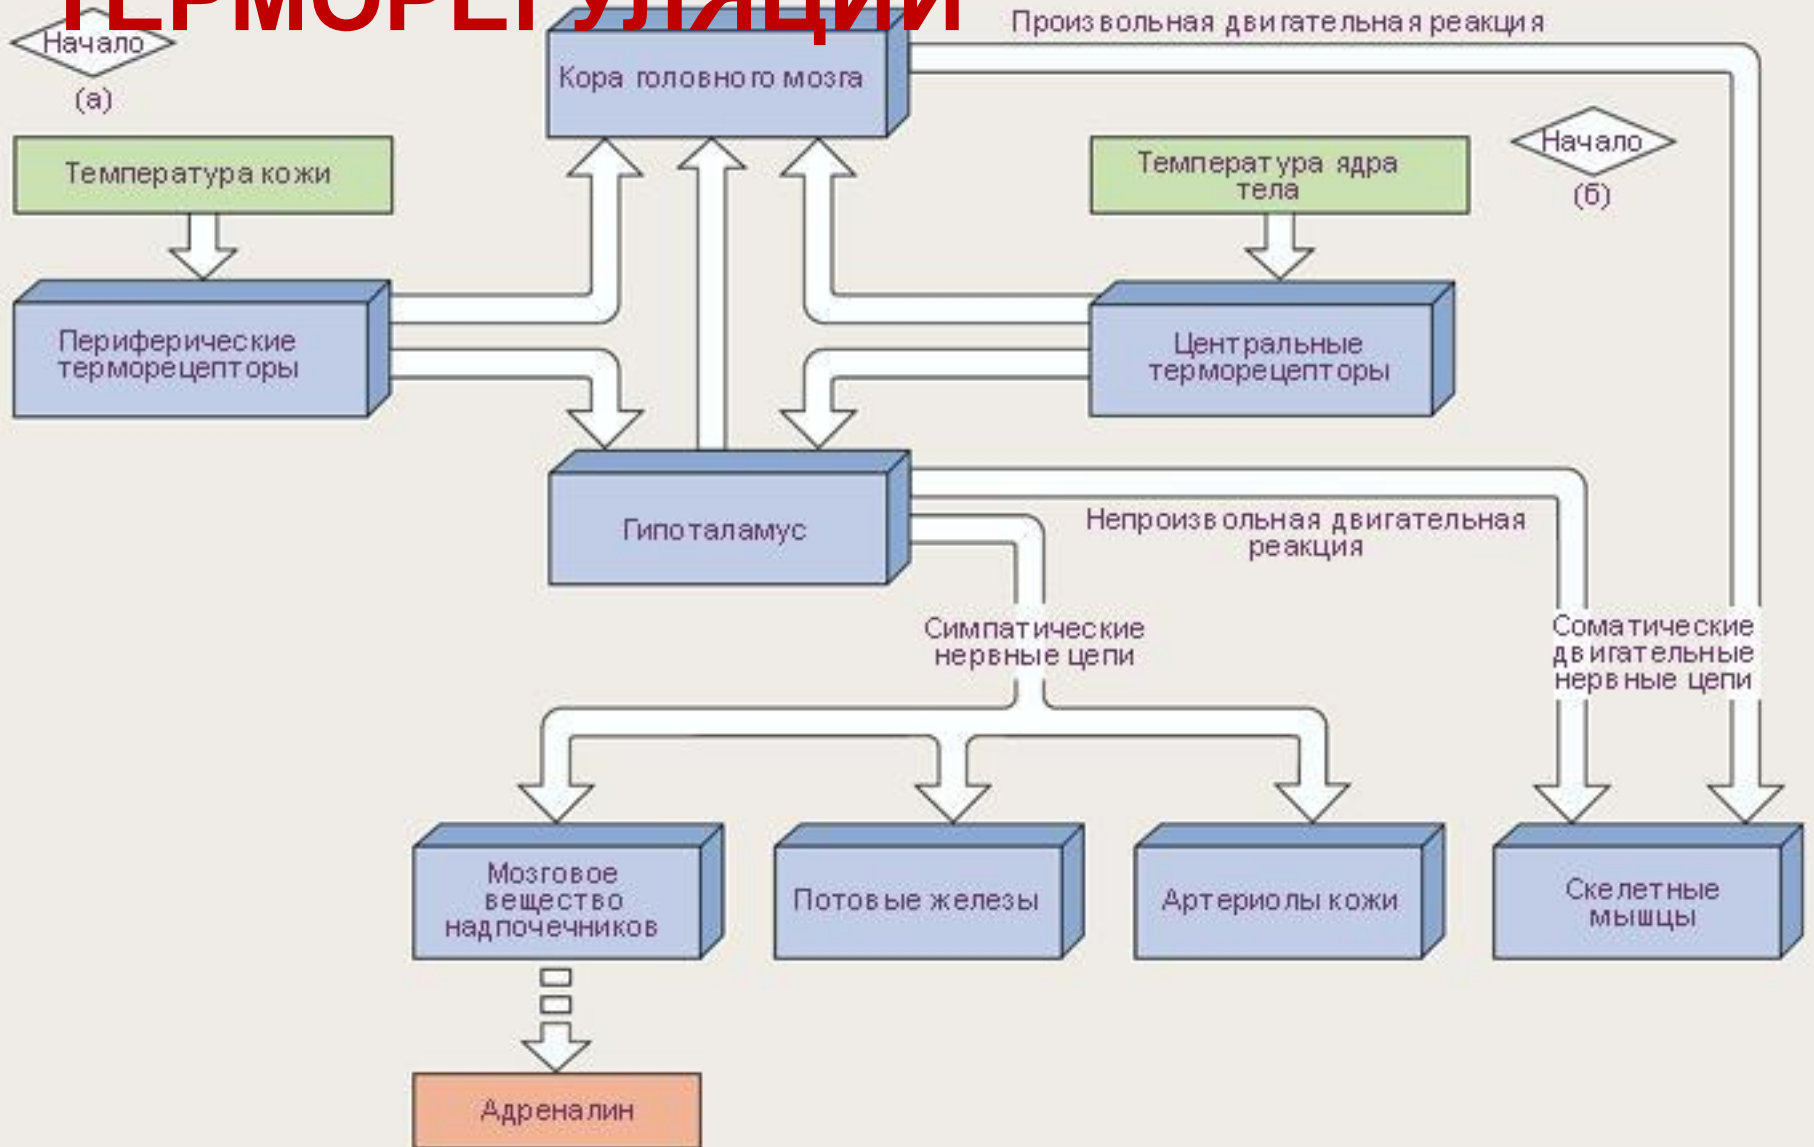 ТЕРМОРЕГУЛЯЦИИ
Начало
(а)
Кора головного мозга
Произвольная двигательная реакция
Температура кожи
Температура ядра
тела
Начало
(б)
Периферические
терморецепторы
Центральные
терморецепторы
Гипоталамус
Непроизвольная двигательная
реакция
Симпатические
нервные цепи
Соматические
двигательные
нервные цепи
Мозговое
вещество
надпочечников
Потовые железы
Артериолы кожи
Скелетные
мышцы
Адреналин